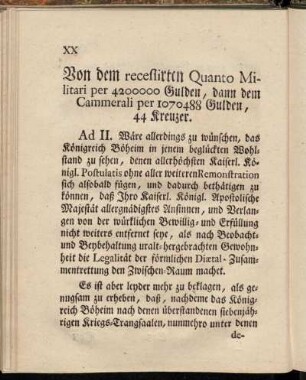 XX
Von dem recessirten Quanto Mi-
litari per 4200000 Gulden, dann dem
Cammerali per 1070488 Gulden,
44 Kreuzer.
Ad II. Wäre allerdings zu wünschen, das
Königreich Böheim in jenem beglückten Wohl-
stand zu sehen, denen allerhöchsten Kaiserl. Kö-
nigl. Postulatis ohne aller weiteren Remonstration
sich alsobald fügen, und dadurch bethätigen zu
können, daß Ihro Kaiserl. Königl. Apostolische
Majestät allergnädigstes Ansinnen, und Verlan-
gen von der würklichen Bewillig- und Erfüllung
nicht weiters entfernet seye, als nach Beobacht-
und Beybehaltung uralt-hergebrachten Gewohn-
heit die Legalität der förmlichen Dietal-Zusam-
mentrettung den Zwischen-Raum machet.
Es ist aber leyder mehr zu beklagen, als ge-
nugsam zu erheben, daß, nachdeme das König-
reich Böheim nach denen überstandenen siebenjäh-
rigen Kriegs-Trangsaalen, nunmehro unter denen
de-